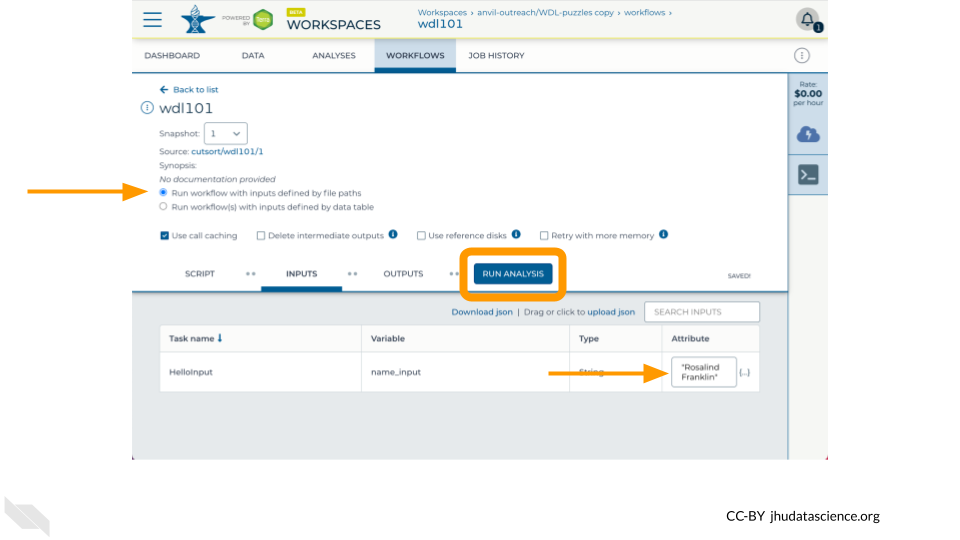 POWERED BY Terra
BETA
WORKSPACES
Workspaces › anvil-outreach/WDL-puzzles copy › workflows ›
wdl101
1
DASHBOARD DATA ANALYSES WORKFLOWS JOB HISTORY
Rate:
$0.00
per hour
Back to list
wdl101
Snapshot: 1
Source: cutsort/wdl101/1
Synopsis:
No documentation provided
Run workflow with inputs defined by file paths
Run workflow(s) with inputs defined by data table
Use call caching Delete intermediate outputs Use reference disks Retry with more memory
SCRIPT INPUTS OUTPUTS RUN ANALYSIS SAVED!
Download json | Drag or click to upload json SEARCH INPUTS
Task name Variable Type Attribute
HelloInput name_input String "Rosalind
Franklin" {...}
CC-BY jhudatascience.org